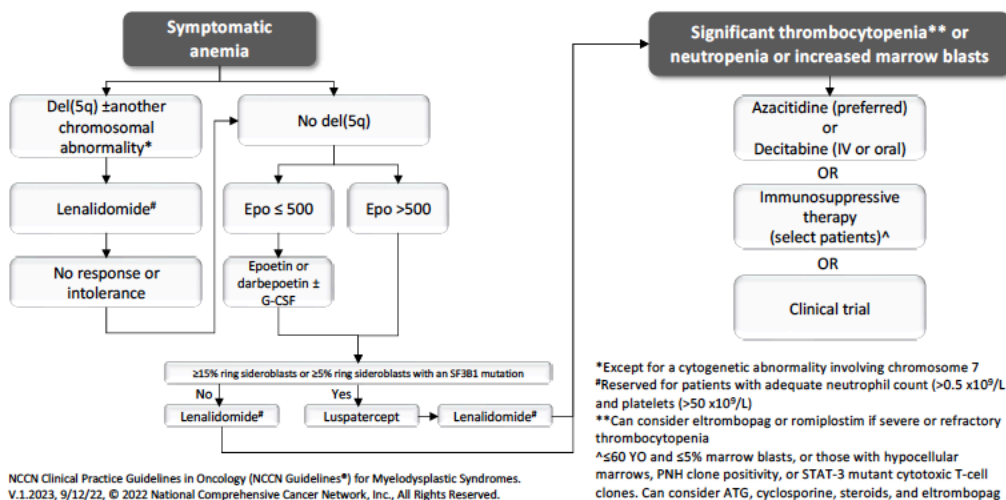 Symptomatic
anemia
Del(5q) ±another
chromosomal
abnormality*
No del(5q)
Lenalidomide#
Epo ≤ 500
Epo >500
No response or
intolerance
Epoetin or
darbepoetin ±
G-CSF
≥15% ring sideroblasts or ≥5% ring sideroblasts with an SF3B1 mutation
No
Yes
Lenalidomide#
Luspatercept
Lenalidomide#
Significant thrombocytopenia** or
neutropenia or increased marrow blasts
Azacitidine (preferred)
or
Decitabine (IV or oral)
OR
Immunosuppressive
therapy
(select patients)^
OR
Clinical trial
*Except for a cytogenetic abnormality involving chromosome 7
#Reserved for patients with adequate neutrophil count (>0.5 x10⁹/L
and platelets (>50 x10⁹/L)
**Can consider eltrombopag or romiplostim if severe or refractory
thrombocytopenia
^≤60 YO and ≤5% marrow blasts, or those with hypocellular
marrows, PNH clone positivity, or STAT-3 mutant cytotoxic T-cell
clones. Can consider ATG, cyclosporine, steroids, and eltrombopag
NCCN Clinical Practice Guidelines in Oncology (NCCN Guidelines®) for Myelodysplastic Syndromes.
V.1.2023, 9/12/22, © 2022 National Comprehensive Cancer Network, Inc., All Rights Reserved.